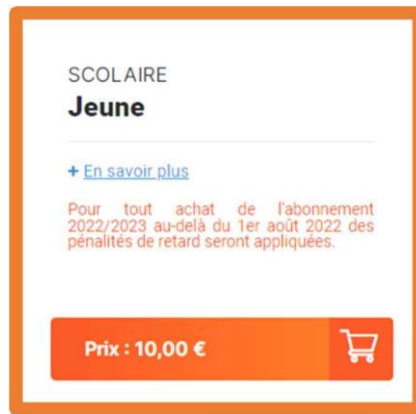 SCOLAIRE
Jeune
+ En savoir plus
Pour tout achat de l'abonnement
2022/2023 au-delà du 1er août 2022 des
pénalités de retard seront appliquées.
Prix : 10,00 €